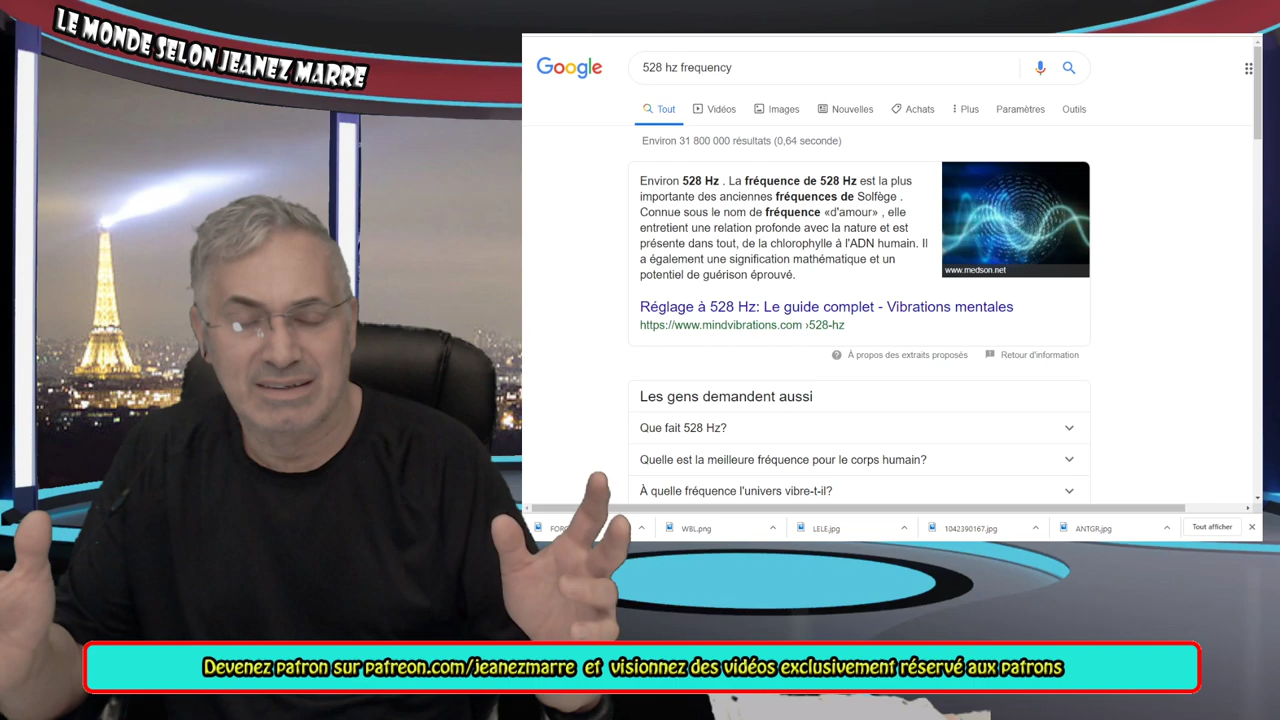 LE MONDE SELON JEANEZ MARRE
Google
528 hz frequency
Tout
Vidéos
Images
Nouvelles
Achats
Plus
Paramètres
Outils
Environ 31 800 000 résultats (0,64 seconde)
Environ 528 Hz . La fréquence de 528 Hz est la plus
importante des anciennes fréquences de Solfège .
Connue sous le nom de fréquence «d'amour» , elle
entretient une relation profonde avec la nature et est
présente dans tout, de la chlorophylle à l'ADN humain. Il
a également une signification mathématique et un
potentiel de guérison éprouvé.
www.medson.net
Réglage à 528 Hz: Le guide complet - Vibrations mentales
https://www.mindvibrations.com ›528-hz
À propos des extraits proposés
Retour d'information
Les gens demandent aussi
Que fait 528 Hz?
Quelle est la meilleure fréquence pour le corps humain?
À quelle fréquence l'univers vibre-t-il?
WBL.png
LELE.jpg
1042390167.jpg
ANTGR.jpg
Tout afficher
Devenez patron sur patreon.com/jeanezmarre et visionnez des vidéos exclusivement réservé aux patrons